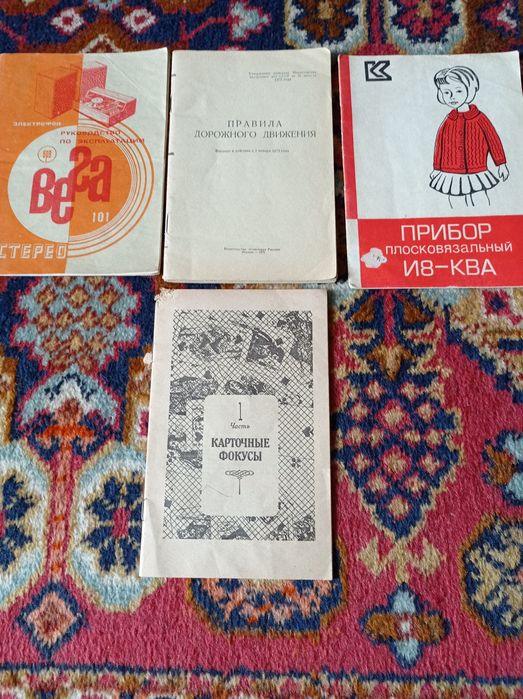 ЭЛЕКТРОФОН
РУКОВОДСТВО
ПО ЭКСПЛУАТАЦИИ
вега
101
СТЕРЕО
ПРАВИЛА
ДОРОЖНОГО ДВИЖЕНИЯ
ПРИБОР
плосковязальный
И8-КВА
1
Часть
КАРТОЧНЫЕ
ФОКУСЫ